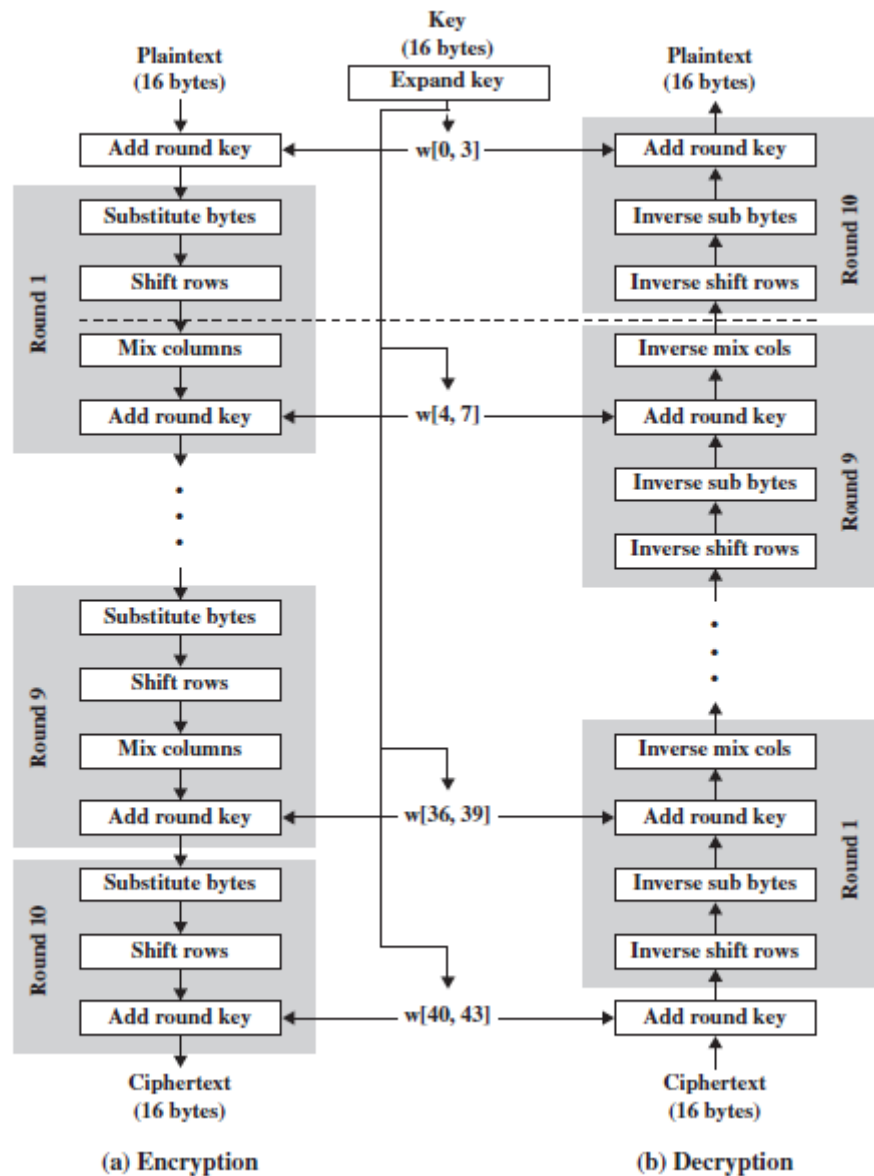 Key
(16 bytes)
Plaintext
(16 bytes)
Expand key
Plaintext
(16 bytes)
Add round key
w[0, 3]
Add round key
Round 1
Substitute bytes
Inverse sub bytes
Round 10
Shift rows
Inverse shift rows
Mix columns
Inverse mix cols
Add round key
w[4, 7]
Add round key
Round 9
Inverse sub bytes
Inverse shift rows
Substitute bytes
Round 9
Shift rows
Mix columns
Inverse mix cols
Add round key
w[36, 39]
Add round key
Round 1
Substitute bytes
Inverse sub bytes
Round 10
Shift rows
Inverse shift rows
Add round key
w[40, 43]
Add round key
Ciphertext
(16 bytes)
Ciphertext
(16 bytes)
(a) Encryption
(b) Decryption